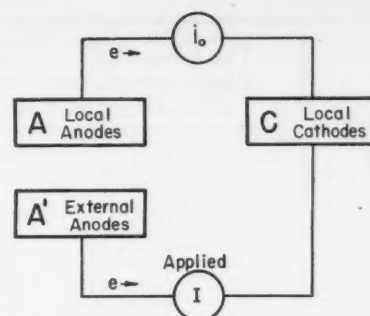 e →
i₀
A Local
Anodes
C Local
Cathodes
A' External
Anodes
Applied
e →
I